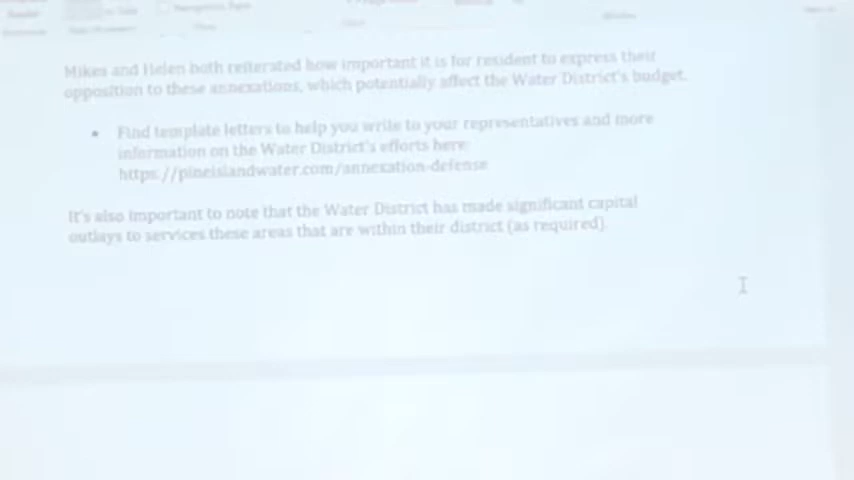 Mikes and Helen both reiterated how important it is for resident to express their
opposition to these annexations, which potentially affect the Water District's budget.
• Find template letters to help you write to your representatives and more
information on the Water District's efforts here:
https://pineislandwater.com/annexation-defense
It's also important to note that the Water District has made significant capital
outlays to services these areas that are within their district (as required).